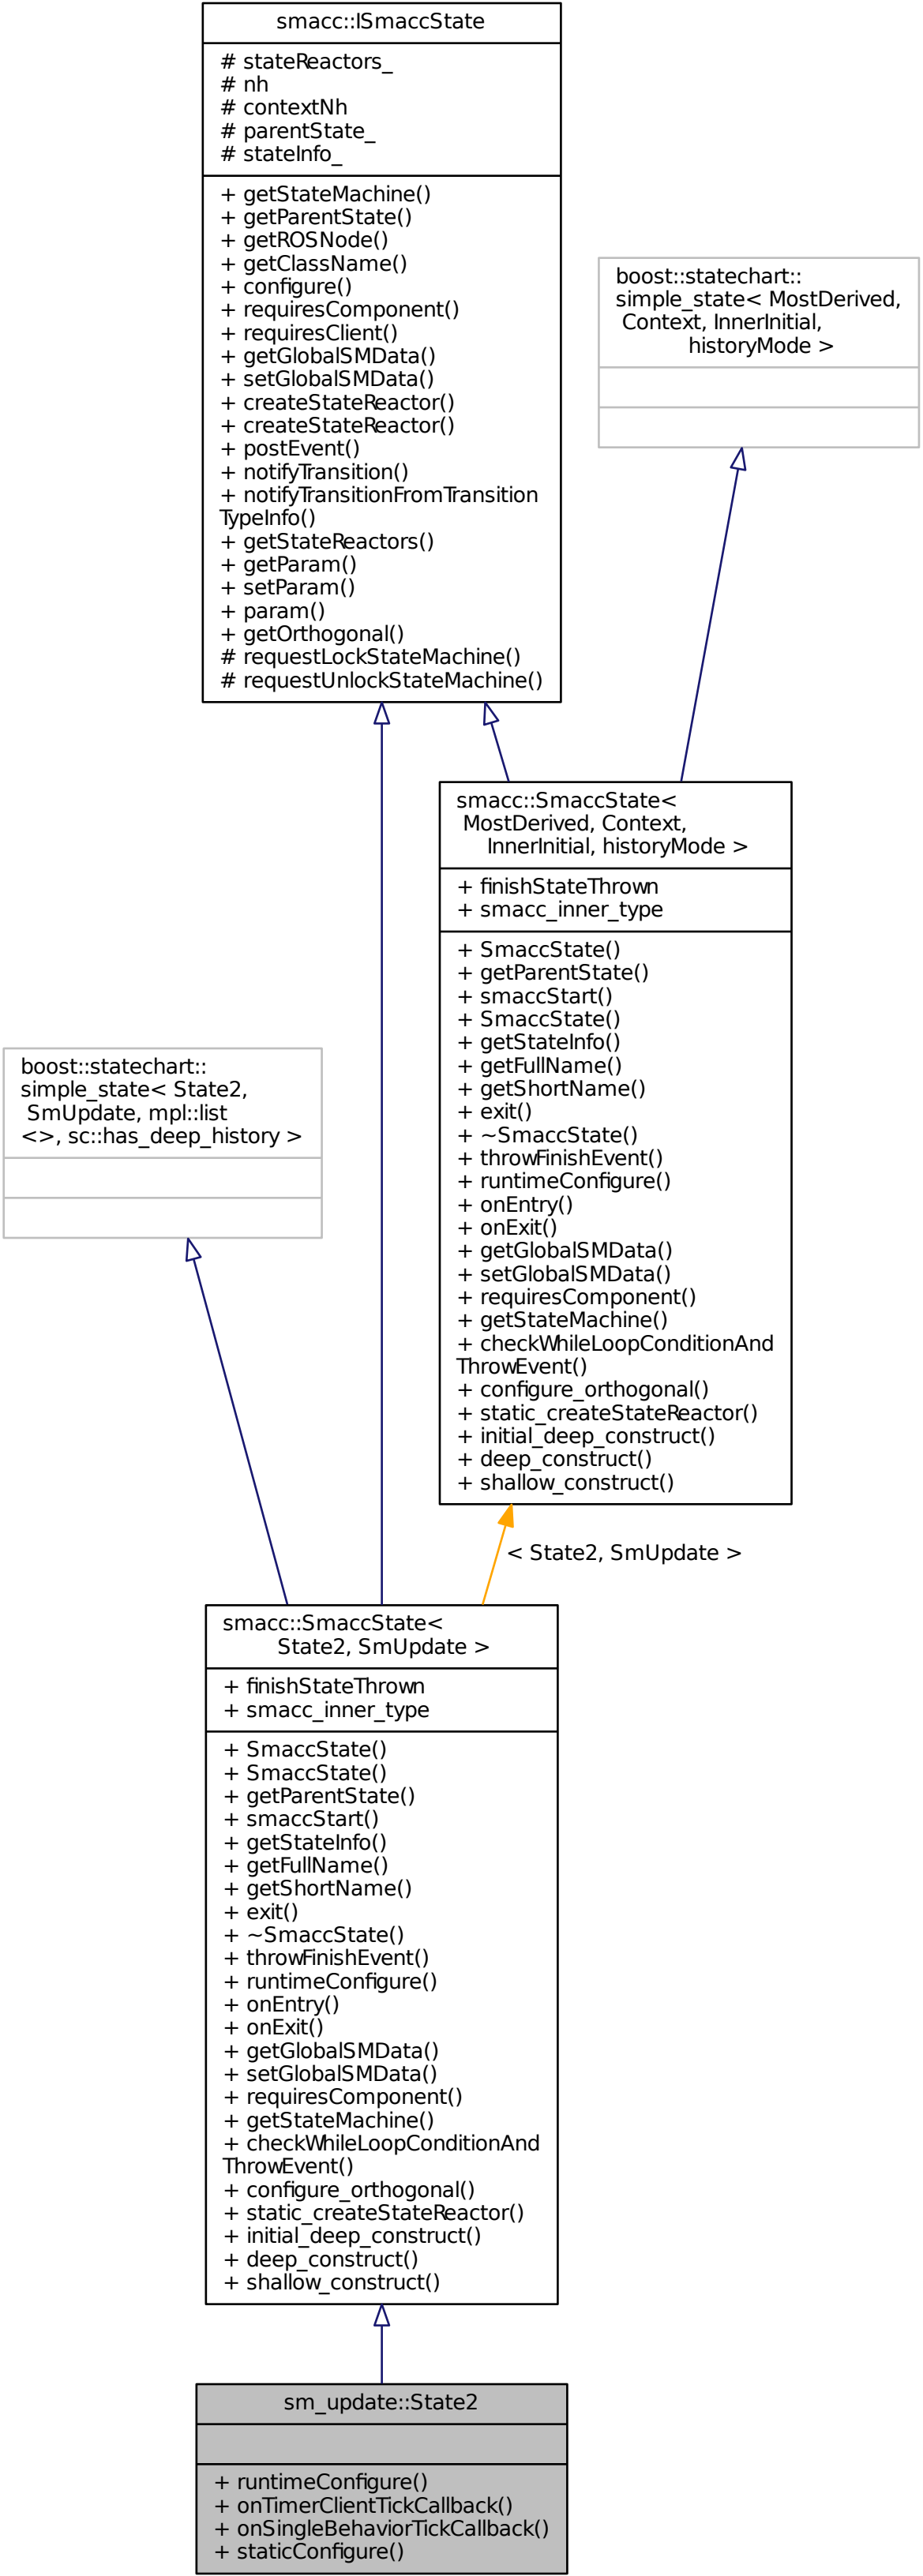 smacc::ISmaccState
# stateReactors_
# nh
# contextNh
# parentState_
# stateInfo_
+ getStateMachine()
+ getParentState()
+ getROSNode()
+ getClassName()
+ configure()
+ requiresComponent()
+ requiresClient()
+ getGlobalSMData()
+ setGlobalSMData()
+ createStateReactor()
+ createStateReactor()
+ postEvent()
+ notifyTransition()
+ notifyTransitionFromTransition
TypeInfo()
+ getStateReactors()
+ getParam()
+ setParam()
+ param()
+ getOrthogonal()
# requestLockStateMachine()
# requestUnlockStateMachine()
boost::statechart::
simple_state< MostDerived,
Context, InnerInitial,
historyMode >
smacc::SmaccState<
MostDerived, Context,
InnerInitial, historyMode >
+ finishStateThrown
+ smacc_inner_type
+ SmaccState()
+ getParentState()
+ smaccStart()
+ SmaccState()
+ getStateInfo()
+ getFullName()
+ getShortName()
+ exit()
+ ~SmaccState()
+ throwFinishEvent()
+ runtimeConfigure()
+ onEntry()
+ onExit()
+ getGlobalSMData()
+ setGlobalSMData()
+ requiresComponent()
+ getStateMachine()
+ checkWhileLoopConditionAnd
ThrowEvent()
+ configure_orthogonal()
+ static_createStateReactor()
+ initial_deep_construct()
+ deep_construct()
+ shallow_construct()
boost::statechart::
simple_state< State2,
SmUpdate, mpl::list
<>, sc::has_deep_history >
< State2, SmUpdate >
smacc::SmaccState<
State2, SmUpdate >
+ finishStateThrown
+ smacc_inner_type
+ SmaccState()
+ SmaccState()
+ getParentState()
+ smaccStart()
+ getStateInfo()
+ getFullName()
+ getShortName()
+ exit()
+ ~SmaccState()
+ throwFinishEvent()
+ runtimeConfigure()
+ onEntry()
+ onExit()
+ getGlobalSMData()
+ setGlobalSMData()
+ requiresComponent()
+ getStateMachine()
+ checkWhileLoopConditionAnd
ThrowEvent()
+ configure_orthogonal()
+ static_createStateReactor()
+ initial_deep_construct()
+ deep_construct()
+ shallow_construct()
sm_update::State2
+ runtimeConfigure()
+ onTimerClientTickCallback()
+ onSingleBehaviorTickCallback()
+ staticConfigure()